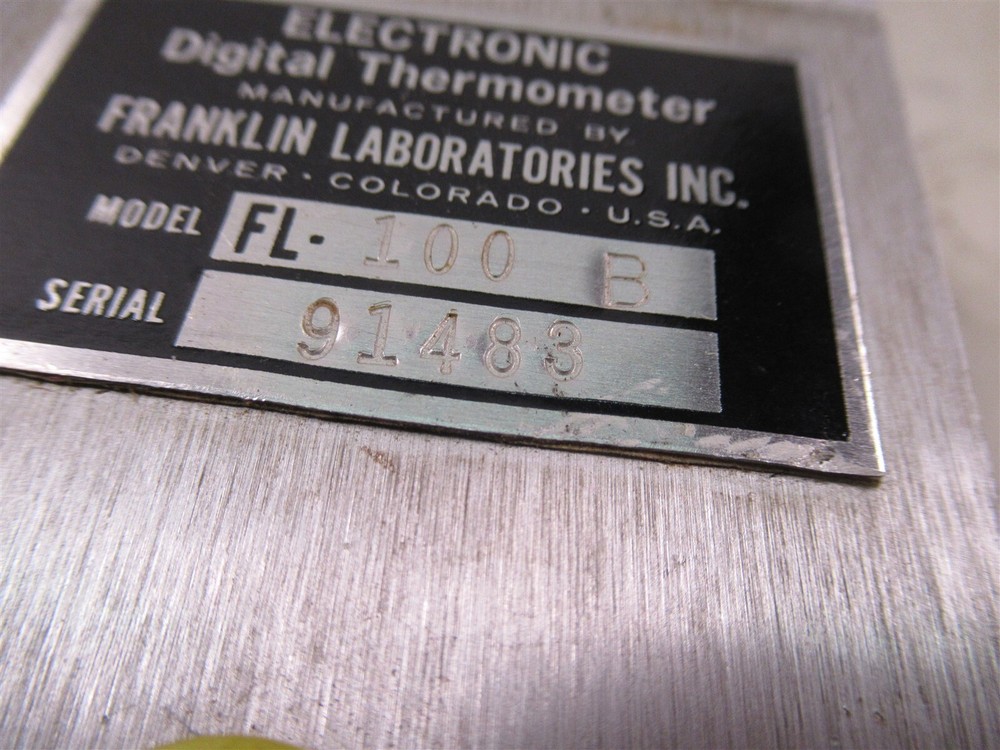 ELECTRONIC
Digital Thermometer
MANUFACTURED BY
FRANKLIN LABORATORIES INC.
DENVER · COLORADO · U.S.A.
MODEL FL- 100 B
SERIAL 91483